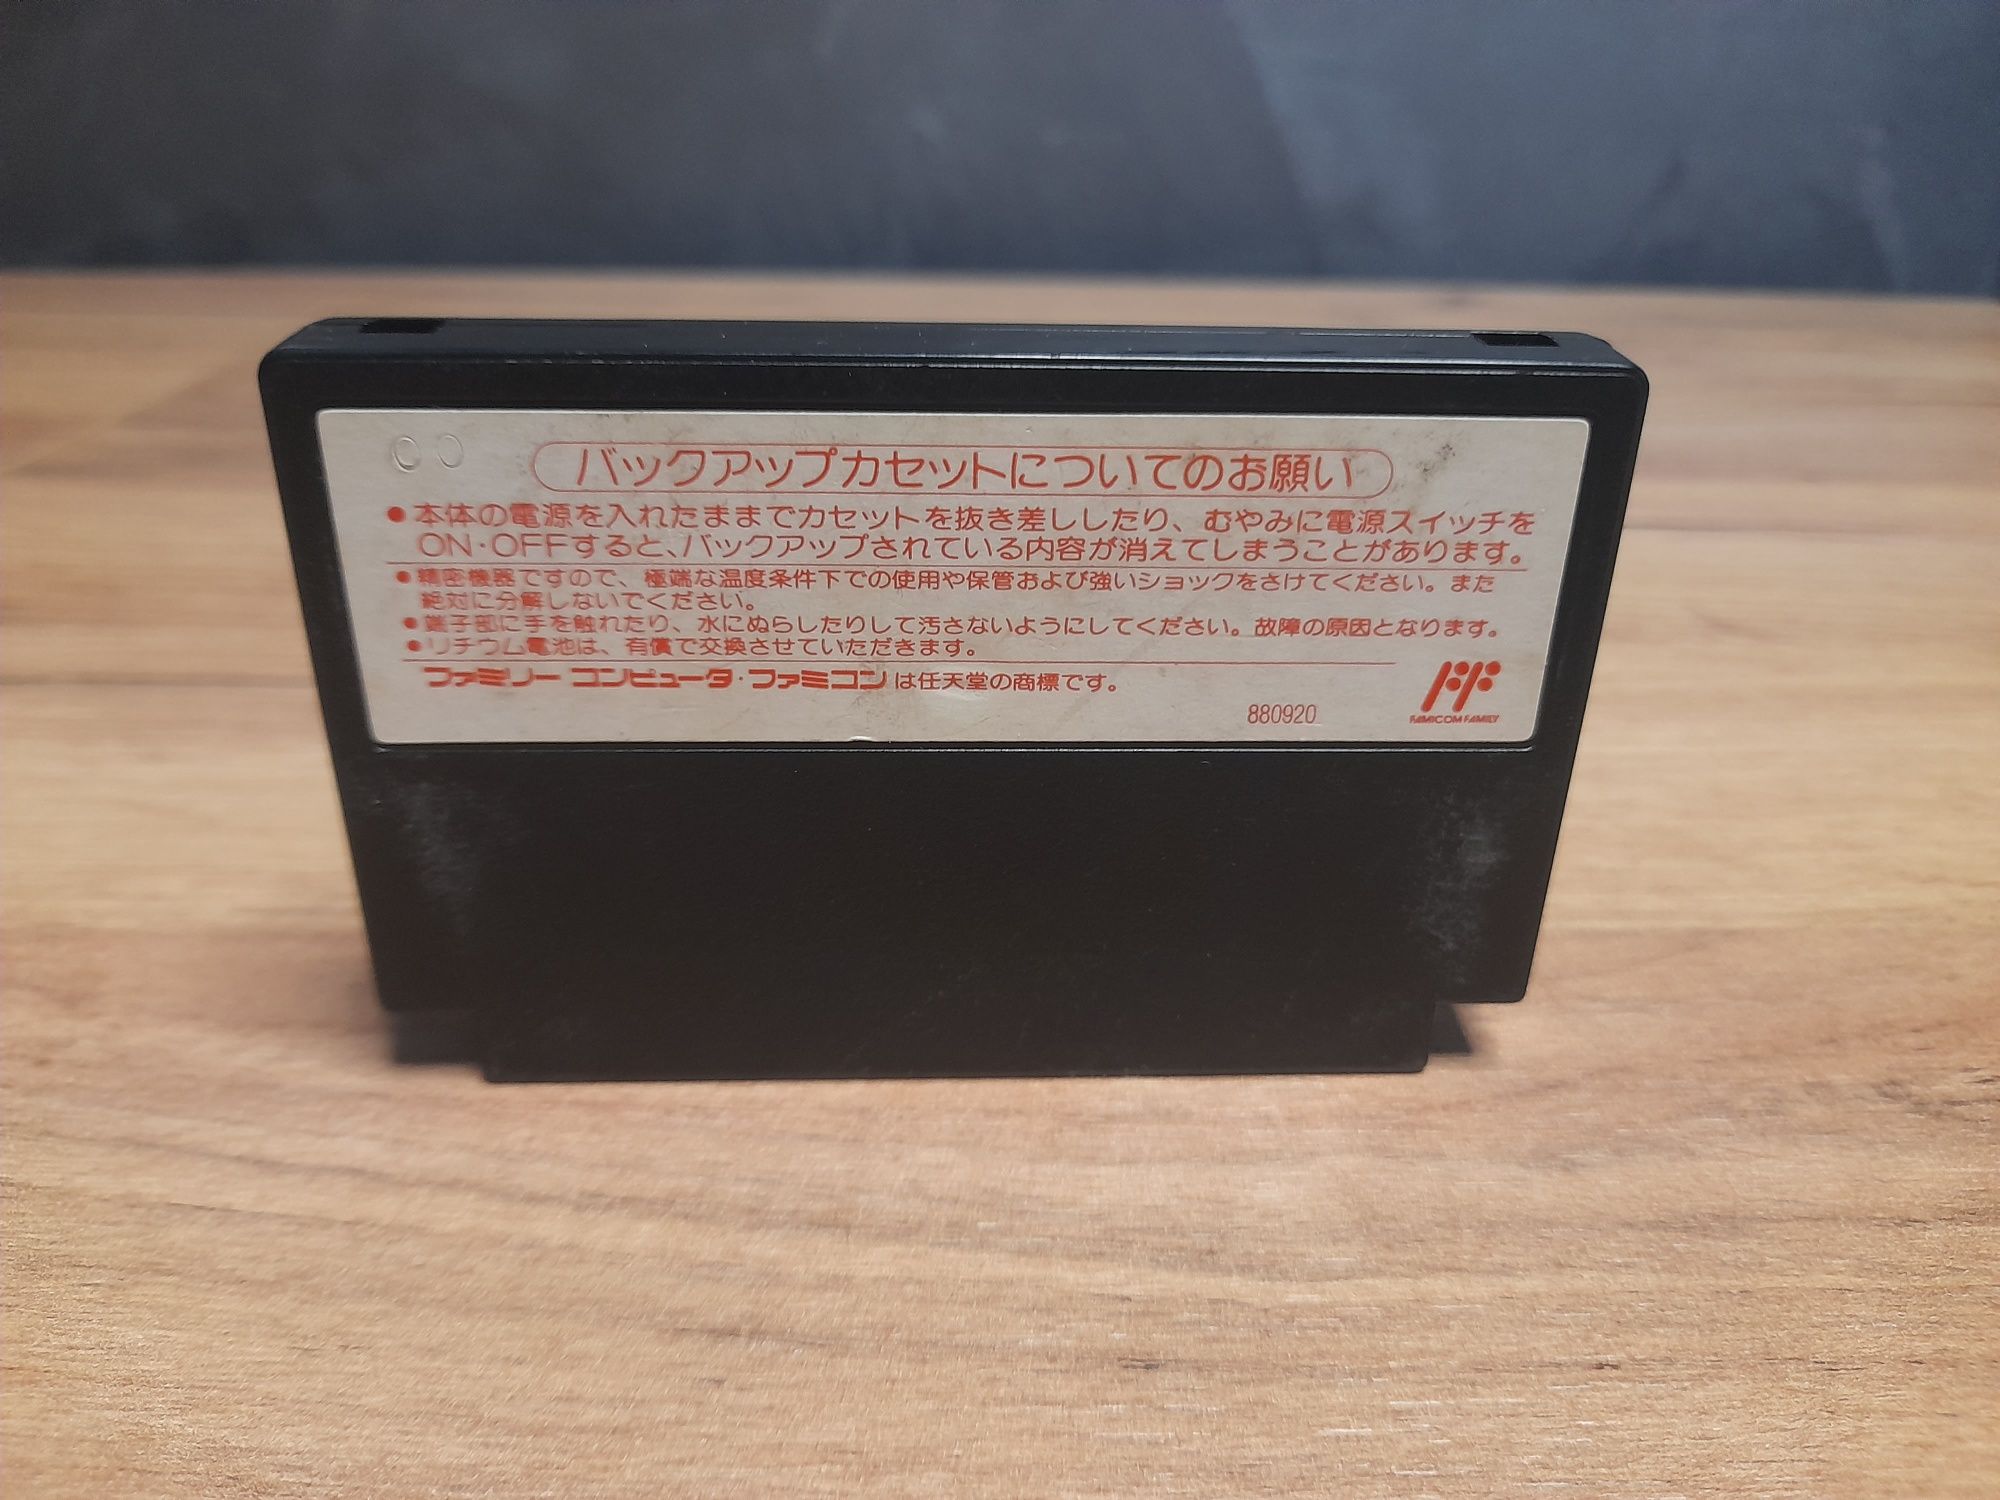 00
バックアップカセットについてのお願い
●本体の電源を入れたままでカセットを抜き差ししたり、むやみに電源スイッチを
ON・OFFすると、バックアップされている内容が消えてしまうことがあります。
●精密機器ですので、極端な温度条件下での使用や保管および強いショックをさけてください。また
絶対に分解しないでください。
●端子部に手を触れたり、水にぬらしたりして汚さないようにしてください。故障の原因となります。
●リチウム電池は、有償で交換させていただきます。
ファミリー コンピュータ・ファミコンは任天堂の商標です。
880920
FF
FAMICOM FAMILY